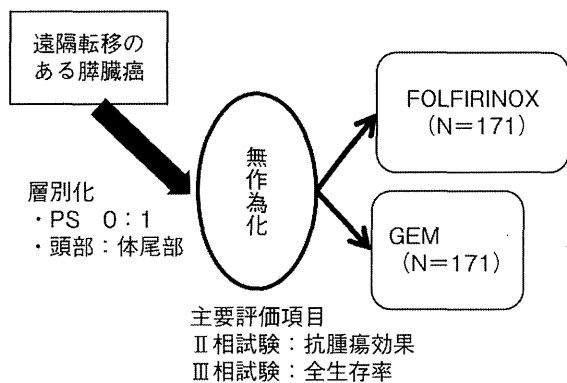 遠隔転移の
ある膵臓癌
層別化
・PS 0:1
・頭部:体尾部
無作為化
FOLFIRINOX
(N=171)
GEM
(N=171)
主要評価項目
Ⅱ相試験:抗腫瘍効果
Ⅲ相試験:全生存率